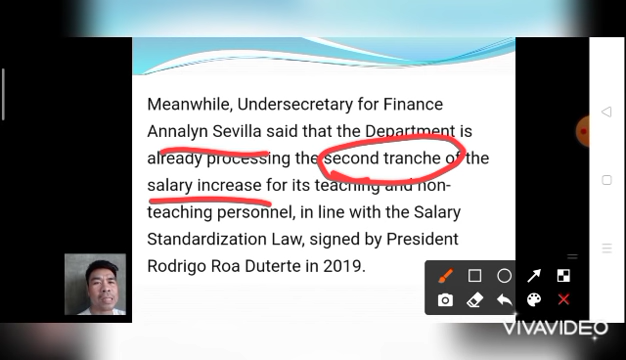 Meanwhile, Undersecretary for Finance
Annalyn Sevilla said that the Department is
already processing the second tranche of the
salary increase for its teaching and non-
teaching personnel, in line with the Salary
Standardization Law, signed by President
Rodrigo Roa Duterte in 2019.
VIVAVIDEO